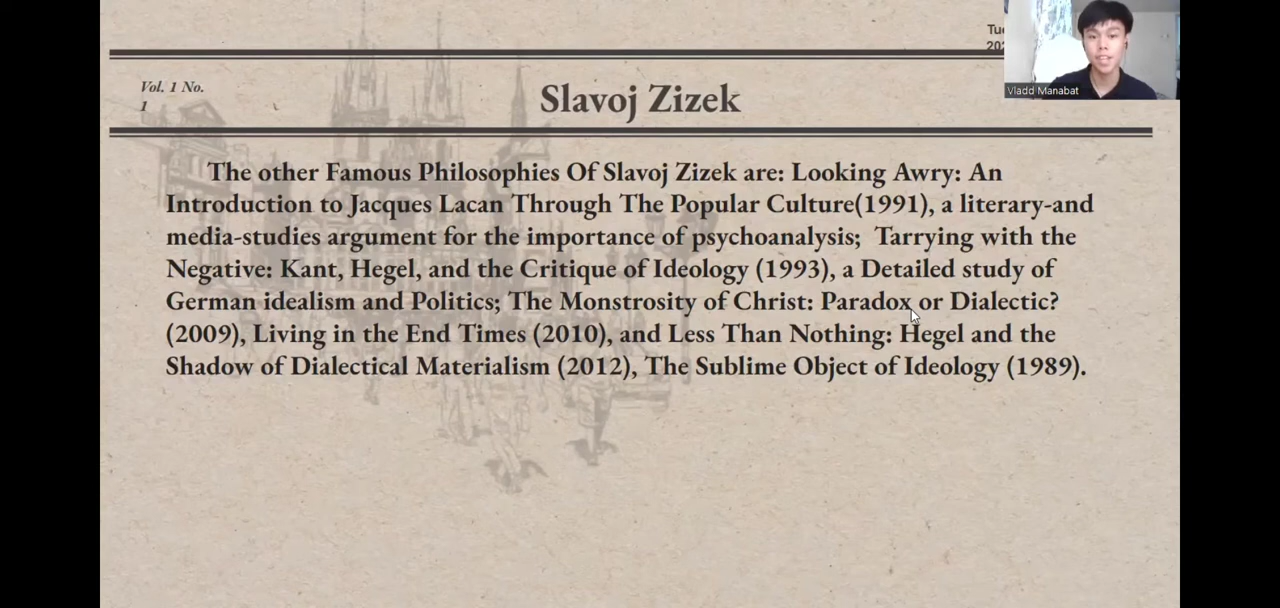 Tue
202
Vladd Manabat
Vol. 1 No.
1
Slavoj Zizek
The other Famous Philosophies Of Slavoj Zizek are: Looking Awry: An
Introduction to Jacques Lacan Through The Popular Culture(1991), a literary-and
media-studies argument for the importance of psychoanalysis; Tarrying with the
Negative: Kant, Hegel, and the Critique of Ideology (1993), a Detailed study of
German idealism and Politics; The Monstrosity of Christ: Paradox or Dialectic?
(2009), Living in the End Times (2010), and Less Than Nothing: Hegel and the
Shadow of Dialectical Materialism (2012), The Sublime Object of Ideology (1989).